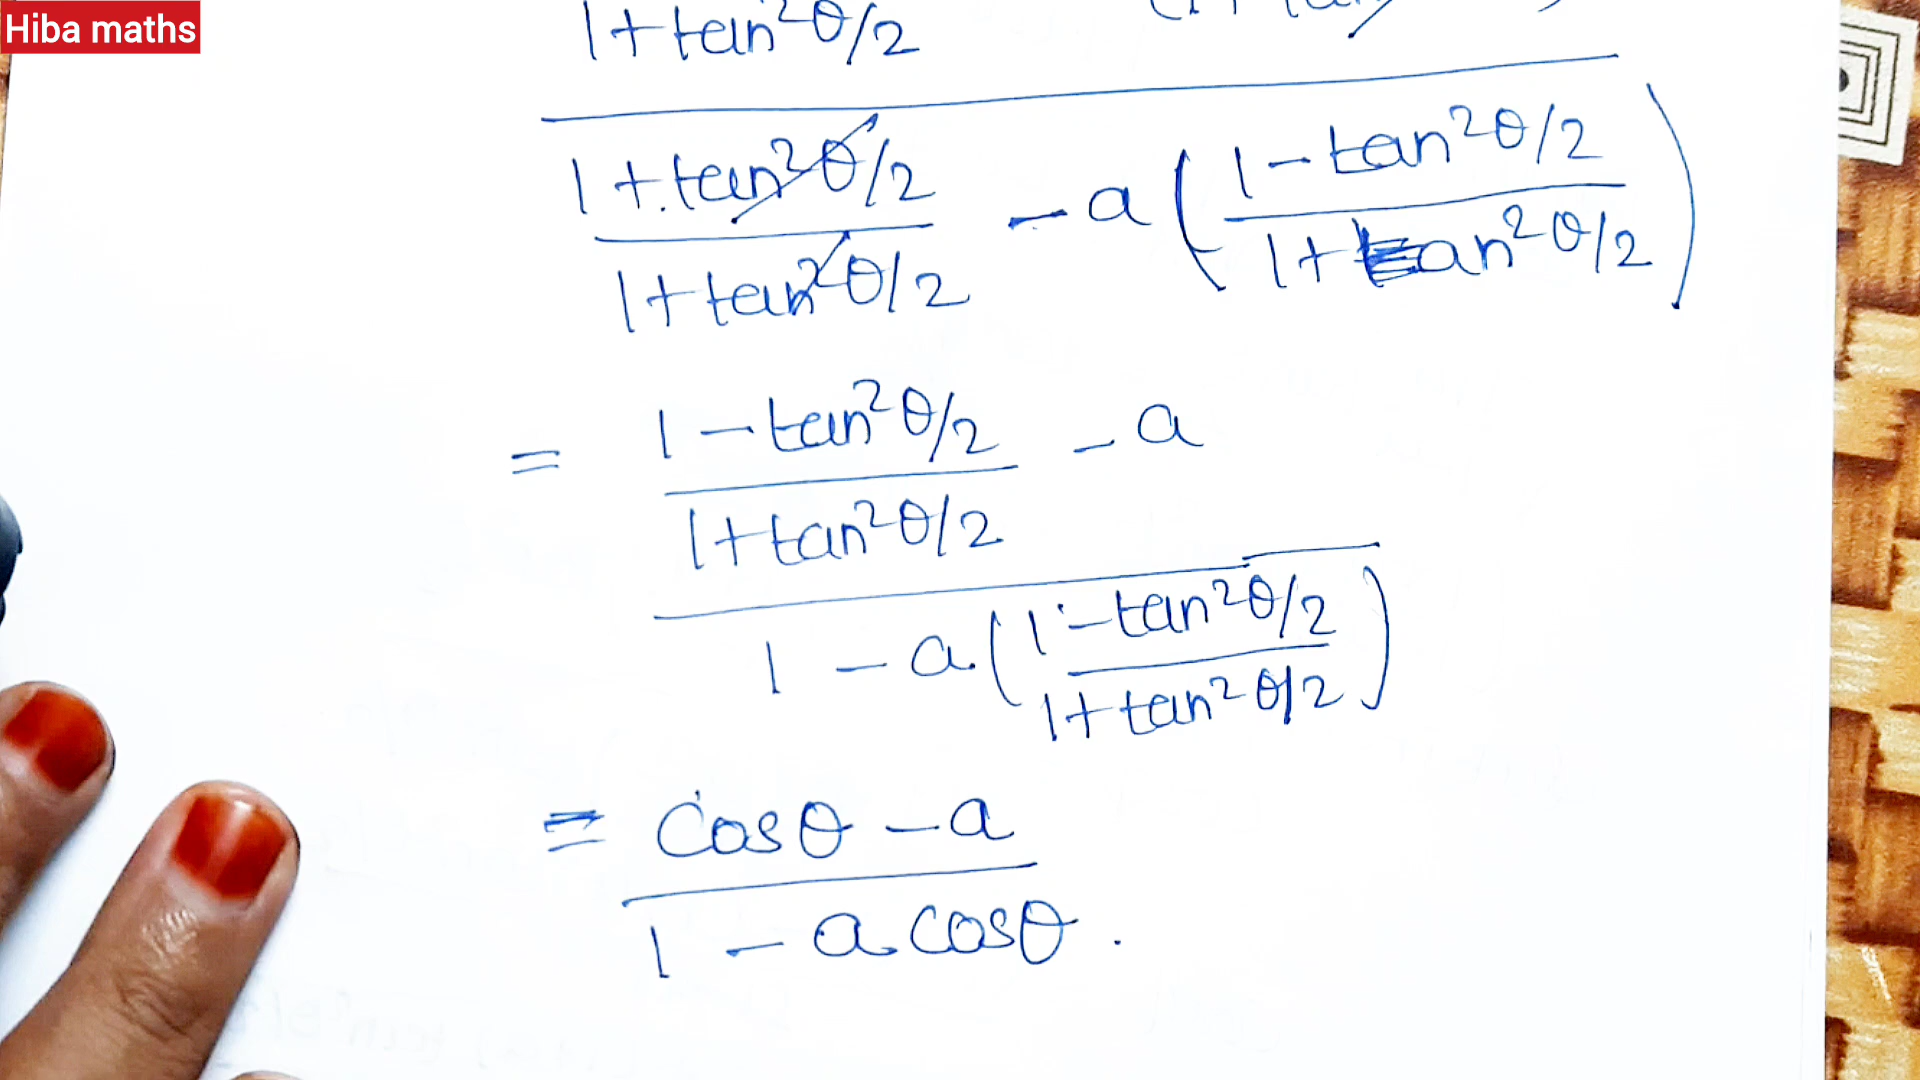 Hiba maths
1+tan²θ/2
1+tan²θ/2 - a ( 1-tan²θ/2
1+tan²θ/2 1+tan²θ/2 )
= 1-tan²θ/2 - a
1+tan²θ/2
1 - a ( 1-tan²θ/2
1+tan²θ/2 )
= cosθ - a
1 - a cosθ.